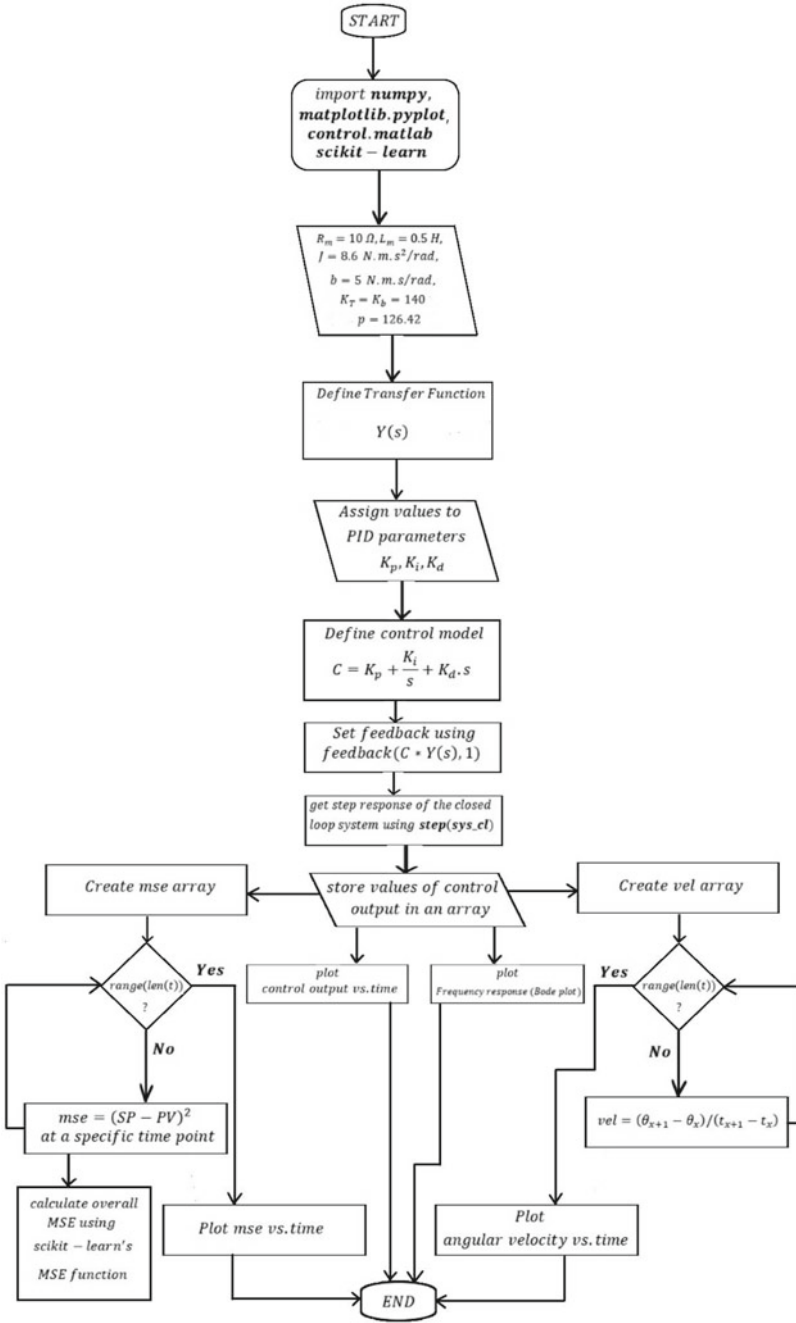 START
import numpy,
matplotlib.pyplot,
control.matlab
scikit − learn
R_m = 10 Ω, L_m = 0.5 H,
J = 8.6 N.m.s²/rad,
b = 5 N.m.s/rad,
K_T = K_b = 140
p = 126.42
Define Transfer Function
Y(s)
Assign values to
PID parameters
K_p, K_i, K_d
Define control model
C = K_p + K_i/s + K_d.s
Set feedback using
feedback(C * Y(s), 1)
get step response of the closed
loop system using step(sys_cl)
store values of control
output in an array
Create mse array
Create vel array
range(len(t))
?
Yes
No
plot
control output vs.time
plot
Frequency response (Bode plot)
Yes
range(len(t))
?
No
mse = (SP − PV)²
at a specific time point
vel = (θ_{x+1} − θ_x)/(t_{x+1} − t_x)
calculate overall
MSE using
scikit − learn's
MSE function
Plot mse vs.time
Plot
angular velocity vs.time
END